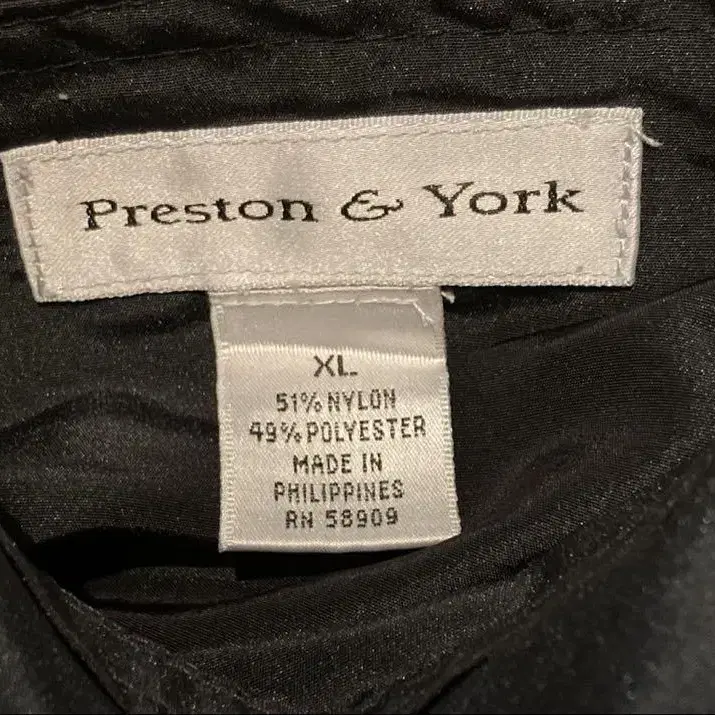 Preston & York
XL
51% NYLON
49% POLYESTER
MADE IN
PHILIPPINES
RN 58909